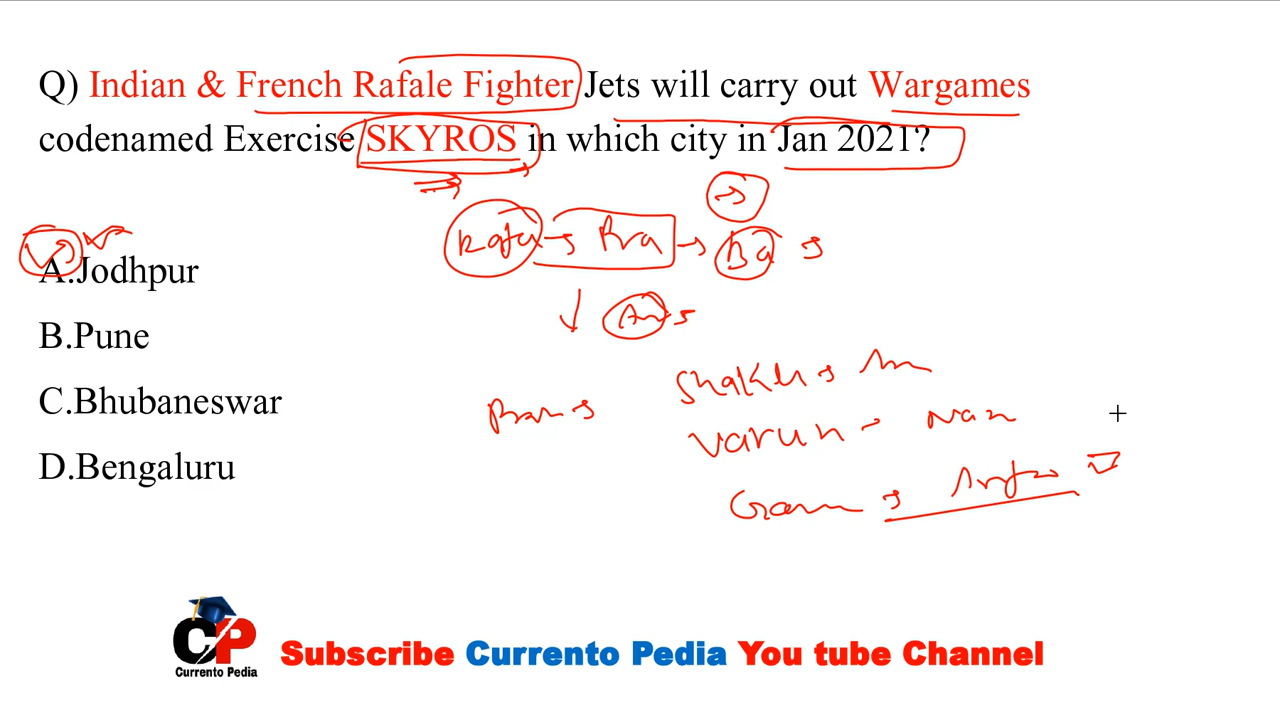 Q) Indian & French Rafale Fighter Jets will carry out Wargames
codenamed Exercise SKYROS in which city in Jan 2021?
A.Jodhpur
B.Pune
C.Bhubaneswar
D.Bengaluru
Varun
CP
Currento Pedia
Subscribe Currento Pedia You tube Channel